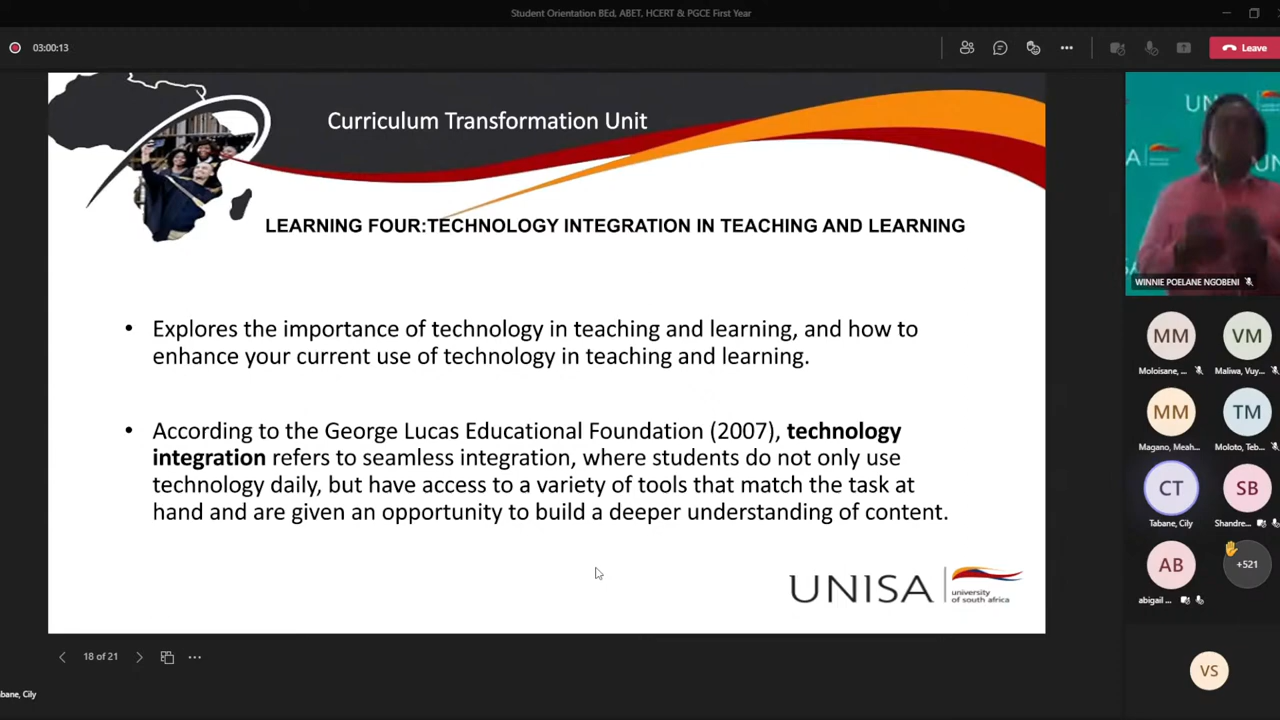 Student Orientation BEd, ABET, HCERT & PGCE First Year
03:00:13
Leave
Curriculum Transformation Unit
LEARNING FOUR:TECHNOLOGY INTEGRATION IN TEACHING AND LEARNING
• Explores the importance of technology in teaching and learning, and how to
enhance your current use of technology in teaching and learning.
• According to the George Lucas Educational Foundation (2007), technology
integration refers to seamless integration, where students do not only use
technology daily, but have access to a variety of tools that match the task at
hand and are given an opportunity to build a deeper understanding of content.
UNISA
university
of south africa
18 of 21
bane, Cily
UNIS
WINNIE POELANE NGOBENI
MM
Moloisane, ...
VM
Maliwa, Vuy...
MM
Magano, Meah...
TM
Moloto, Teb...
CT
Tabane, Cily
SB
Shandre...
AB
abigail
+521
VS